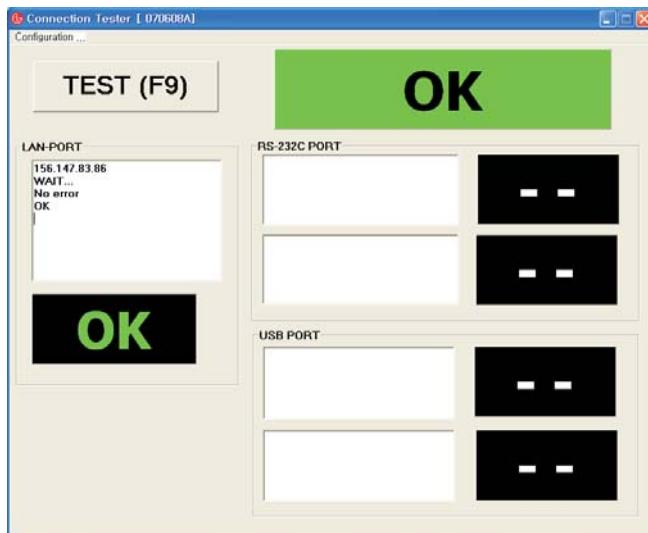 Connection Tester [ 070608A]
Configuration ...
TEST (F9)
OK
LAN-PORT
156.147.83.86
WAIT...
No error
OK
OK
RS-232C PORT
- -
- -
USB PORT
- -
- -